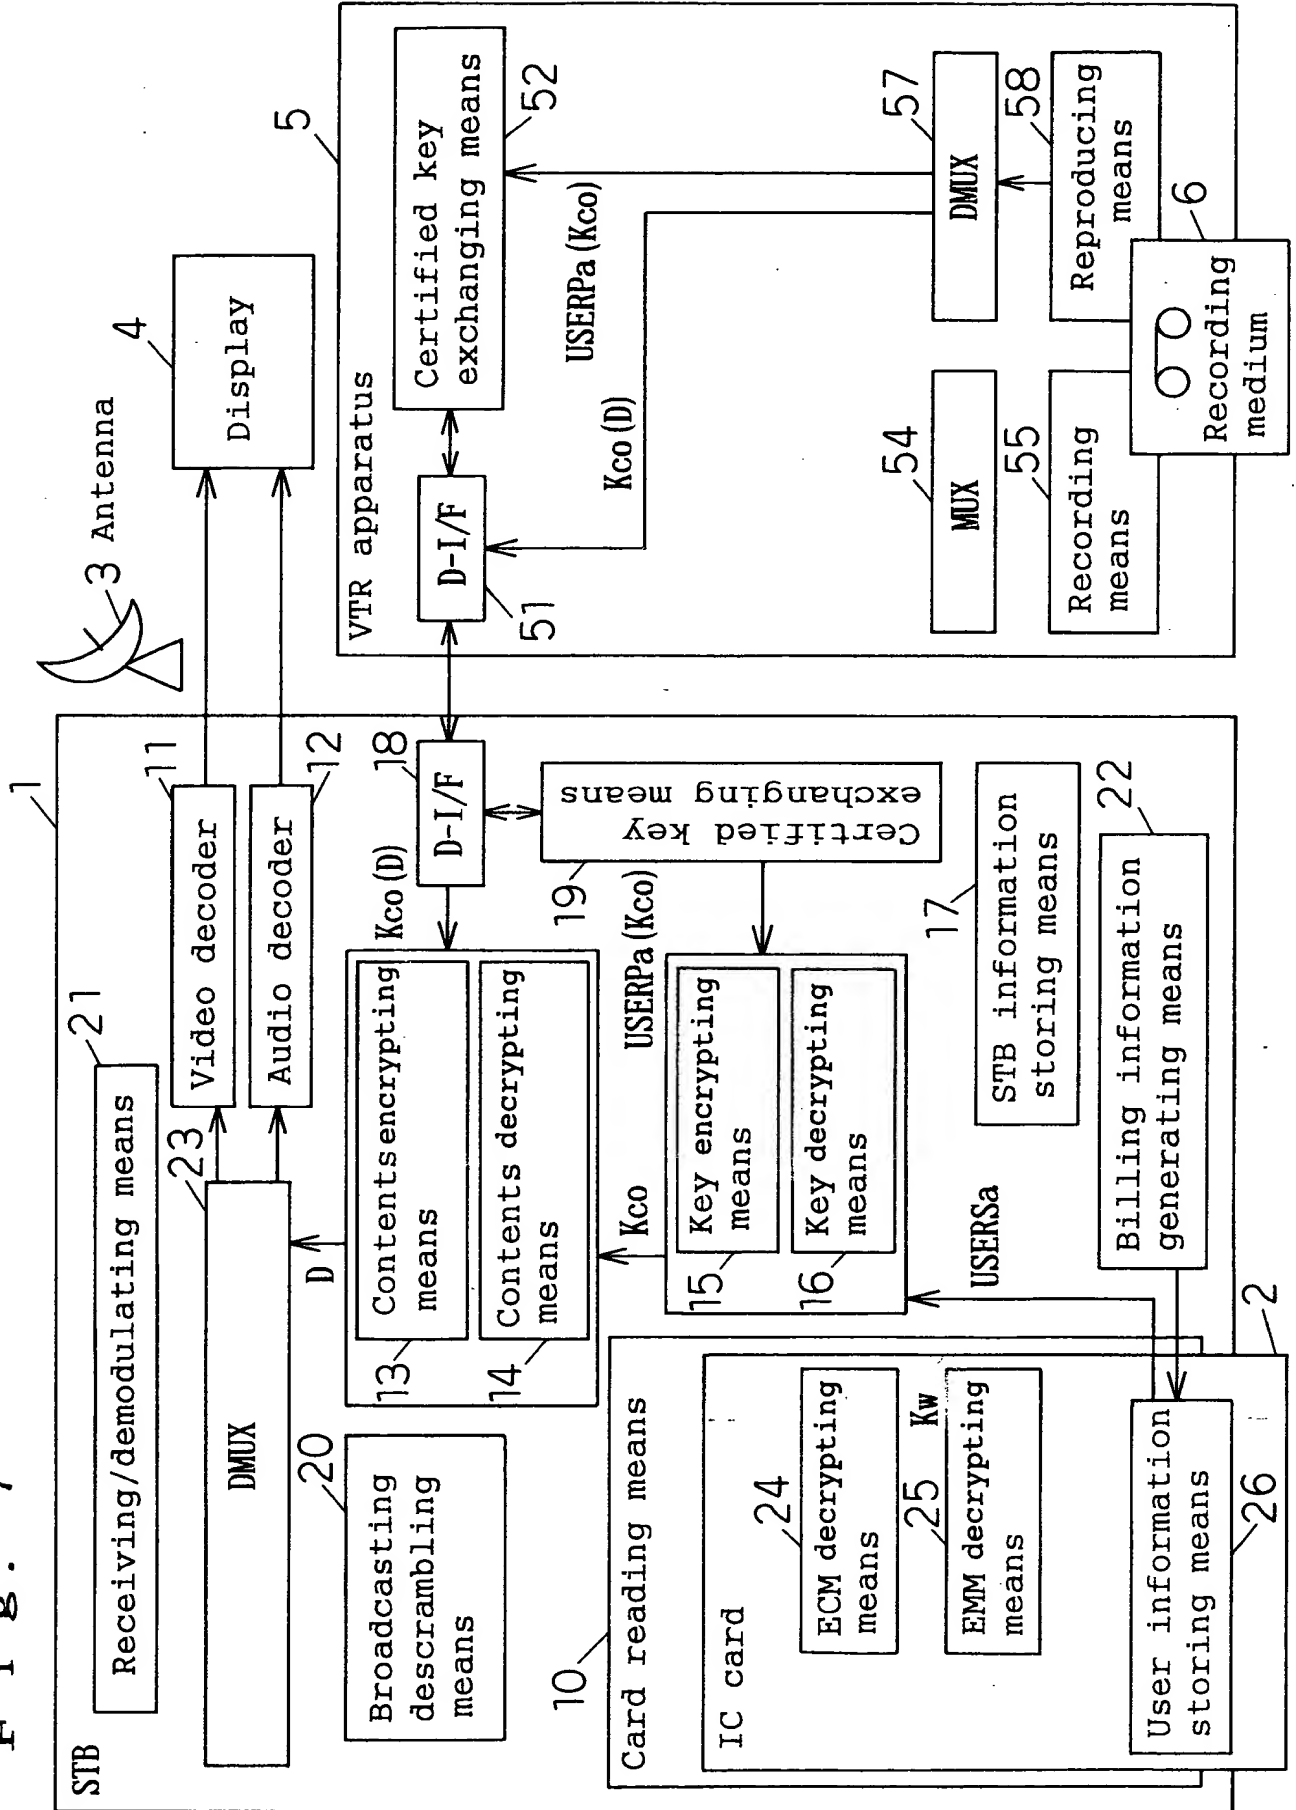 Fig. 7
1
STB
21
Receiving/demodulating means
23
DMUX
11
Video decoder
12
Audio decoder
3 Antenna
4
Display
20
Broadcasting
descrambling
means
D
Kco(D)
13
Contents encrypting
means
14
Contents decrypting
means
18
D-I/F
19
Certified key
exchanging means
Kco
USERPa(Kco)
15
Key encrypting
means
16
Key decrypting
means
USERSa
17
STB information
storing means
22
Billing information
generating means
10
Card reading means
2
IC card
24
ECM decrypting
means
Kw
25
EMM decrypting
means
26
User information
storing means
5
VTR apparatus
51
D-I/F
52
Certified key
exchanging means
USERPa(Kco)
Kco(D)
54
MUX
55
Recording
means
57
DMUX
58
Reproducing
means
6
Recording
medium